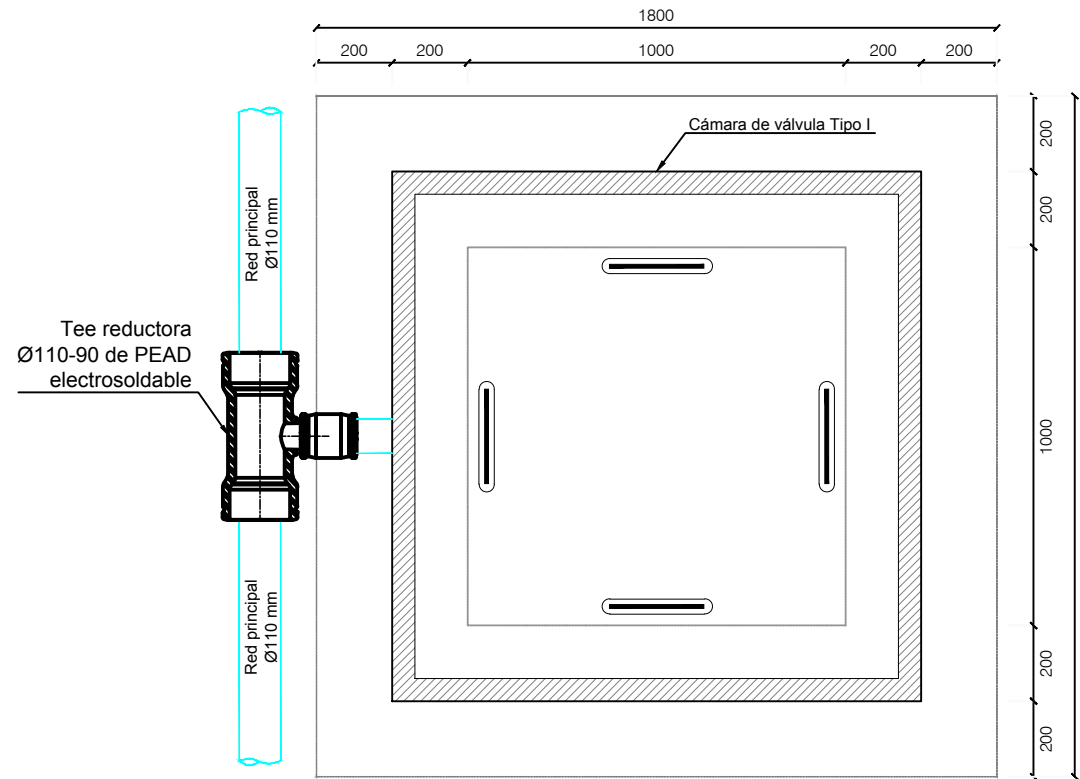 1800
200
200
1000
200
200
Cámara de válvula Tipo I
200
200
1000
200
200
Red principal
Ø110 mm
Tee reductora
Ø110-90 de PEAD
electrosoldable
Red principal
Ø110 mm